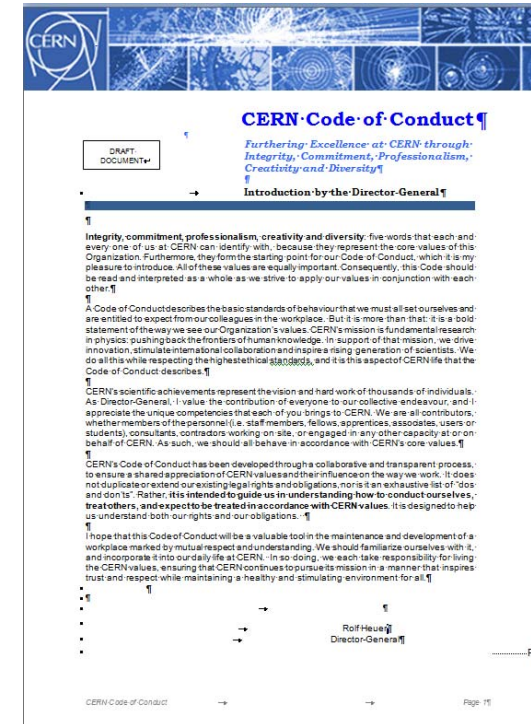 CERN
CERN Code of Conduct
DRAFT
DOCUMENT
Furthering Excellence at CERN through
Integrity, Commitment, Professionalism,
Creativity and Diversity
Introduction by the Director-General
Integrity, commitment, professionalism, creativity and diversity: five words that each and
every one of us at CERN can identify with, because they represent the core values of this
Organization. Furthermore, they form the starting point for our Code of Conduct, which it is my
pleasure to introduce. All of these values are equally important. Consequently, this Code should
be read and interpreted as a whole as we strive to apply our values in conjunction with each
other.
A Code of Conduct describes the basic standards of behaviour that we must all set ourselves and
are entitled to expect from our colleagues in the workplace. But it is more than that: it is a bold
statement of the way we see our Organization's values. CERN's mission is fundamental research
in physics: pushing back the frontiers of human knowledge. In support of that mission, we drive
innovation, stimulate international collaboration and inspire a rising generation of scientists. We
do all this while respecting the highest ethical standards, and it is this aspect of CERN life that the
Code of Conduct describes.
CERN's scientific achievements represent the vision and hard work of thousands of individuals.
As Director-General, I value the contribution of everyone to our collective endeavour, and I
appreciate the unique competencies that each of you brings to CERN. We are all contributors,
whether members of the personnel (i.e. staff members, fellows, apprentices, associates, users or
students), consultants, contractors working on site, or engaged in any other capacity at or on
behalf of CERN. As such, we should all behave in accordance with CERN's core values.
CERN's Code of Conduct has been developed through a collaborative and transparent process,
to ensure a shared appreciation of CERN values and their influence on the way we work. It does
not duplicate or extend our existing legal rights and obligations, nor is it an exhaustive list of "dos
and don'ts". Rather, it is intended to guide us in understanding how to conduct ourselves,
treat others, and expect to be treated in accordance with CERN values. It is designed to help
us understand both our rights and our obligations.
I hope that this Code of Conduct will be a valuable tool in the maintenance and development of a
workplace marked by mutual respect and understanding. We should familiarize ourselves with it,
and incorporate it into our daily life at CERN. In so doing, we each take responsibility for living
the CERN values, ensuring that CERN continues to pursue its mission in a manner that inspires
trust and respect while maintaining a healthy and stimulating environment for all.
Rolf Heuer
Director-General
CERN Code of Conduct Page 1